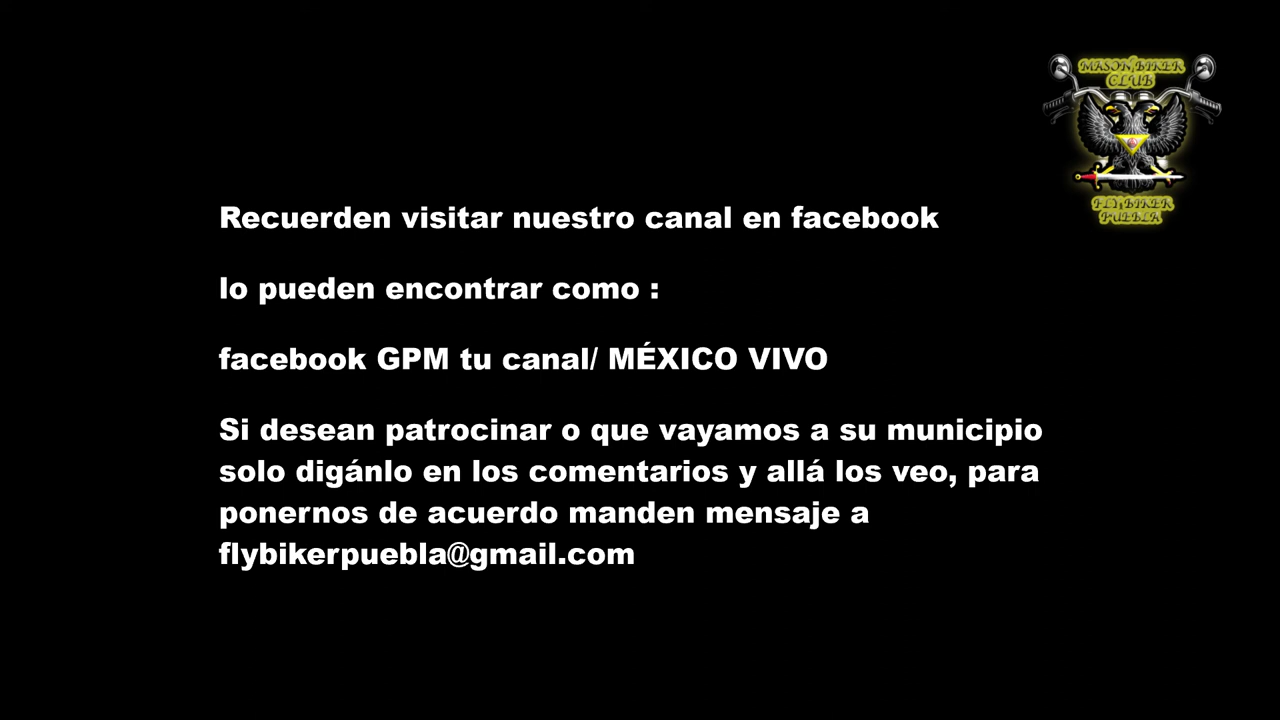 MASON BIKER
CLUB
FLY BIKER
PUEBLA
Recuerden visitar nuestro canal en facebook
lo pueden encontrar como :
facebook GPM tu canal/ MÉXICO VIVO
Si desean patrocinar o que vayamos a su municipio
solo digánlo en los comentarios y allá los veo, para
ponernos de acuerdo manden mensaje a
flybikerpuebla@gmail.com